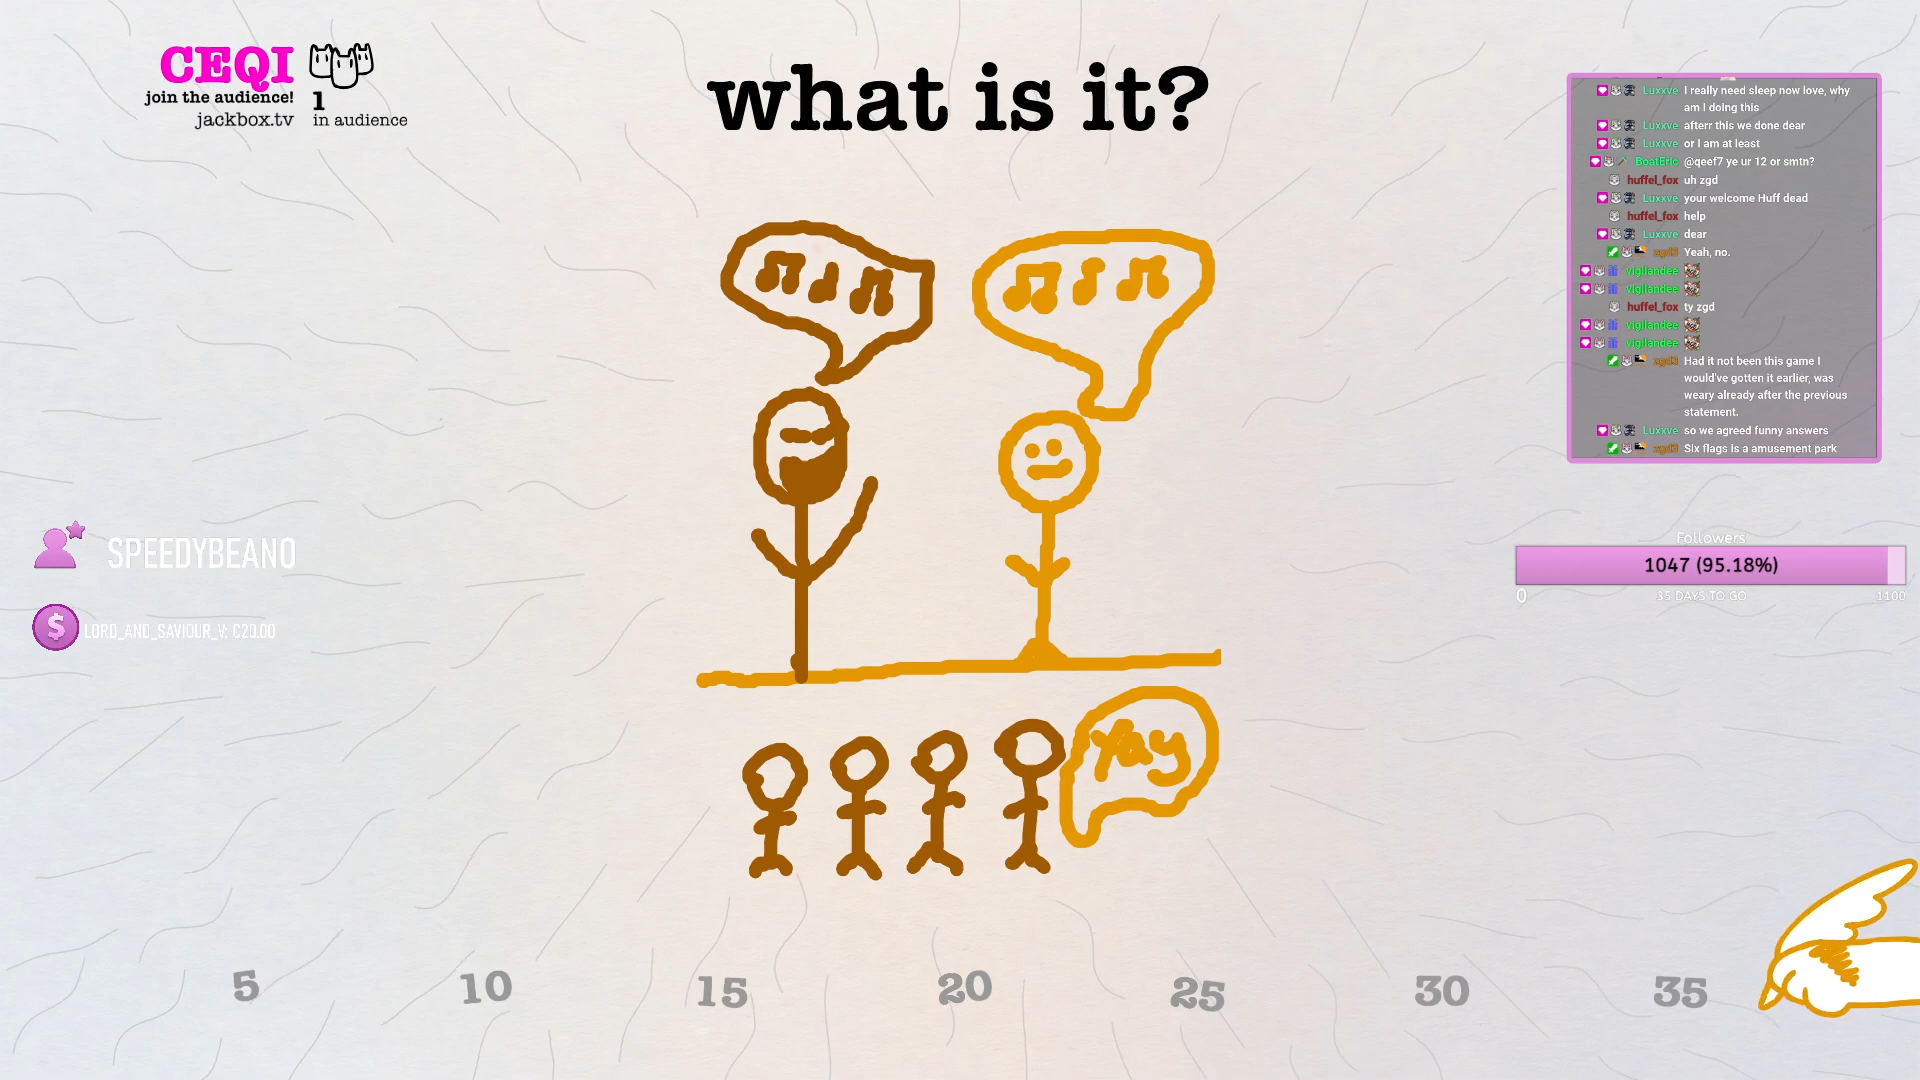 CEQI
join the audience!
jackbox.tv
1
in audience
what is it?
Luxxve I really need sleep now love, why
am I doing this
Luxxve afterr this we done dear
Luxxve or I am at least
BoatEric @qeef7 ye ur 12 or smtn?
huffel_fox uh zgd
Luxxve your welcome Huff dead
huffel_fox help
Luxxve dear
zgd3 Yeah, no.
vigilandee
vigilandee
huffel_fox ty zgd
vigilandee
vigilandee
zgd3 Had it not been this game I
would've gotten it earlier, was
weary already after the previous
statement.
Luxxve so we agreed funny answers
zgd3 Six flags is a amusement park
SPEEDYBEANO
LORD_AND_SAVIOUR_V: €20.00
Followers
1047 (95.18%)
0 35 DAYS TO GO 1100
Yay
5 10 15 20 25 30 35